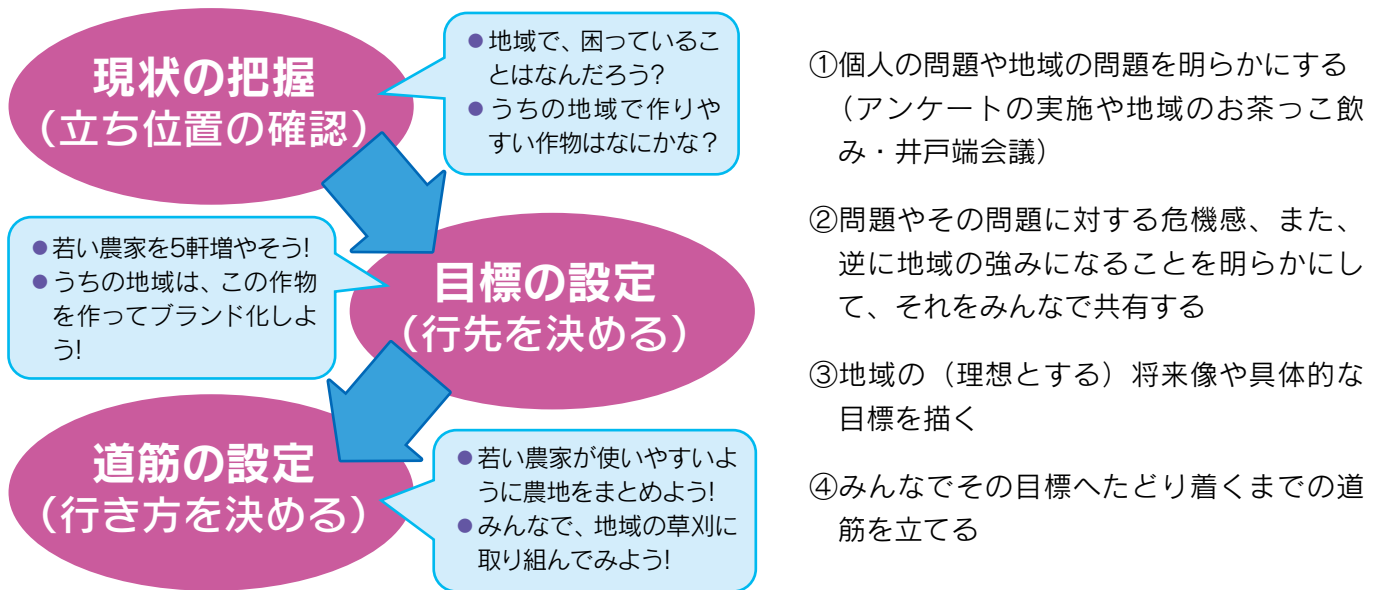 現状の把握
（立ち位置の確認）
●地域で、困っているこ
とはなんだろう?
●うちの地域で作りや
すい作物はなにかな？
●若い農家を5軒増やそう!
●うちの地域は、この作物
を作ってブランド化しよ
う!
目標の設定
（行先を決める）
道筋の設定
（行き方を決める）
●若い農家が使いやすいよ
うに農地をまとめよう!
●みんなで、地域の草刈に
取り組んでみよう!
①個人の問題や地域の問題を明らかにする
（アンケートの実施や地域のお茶っこ飲
み・井戸端会議）
②問題やその問題に対する危機感、また、
逆に地域の強みになることを明らかにし
て、それをみんなで共有する
③地域の（理想とする）将来像や具体的な
目標を描く
④みんなでその目標へたどり着くまでの道
筋を立てる